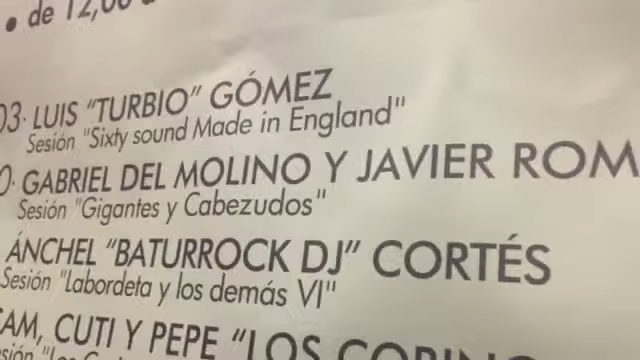 • de 12,00
03· LUIS "TURBIO" GÓMEZ
Sesión "Sixty sound Made in England"
0· GABRIEL DEL MOLINO Y JAVIER ROM
Sesión "Gigantes y Cabezudos"
ÁNCHEL "BATURROCK DJ" CORTÉS
Sesión "Labordeta y los demás VI"
CUTI Y PEPE "LOS